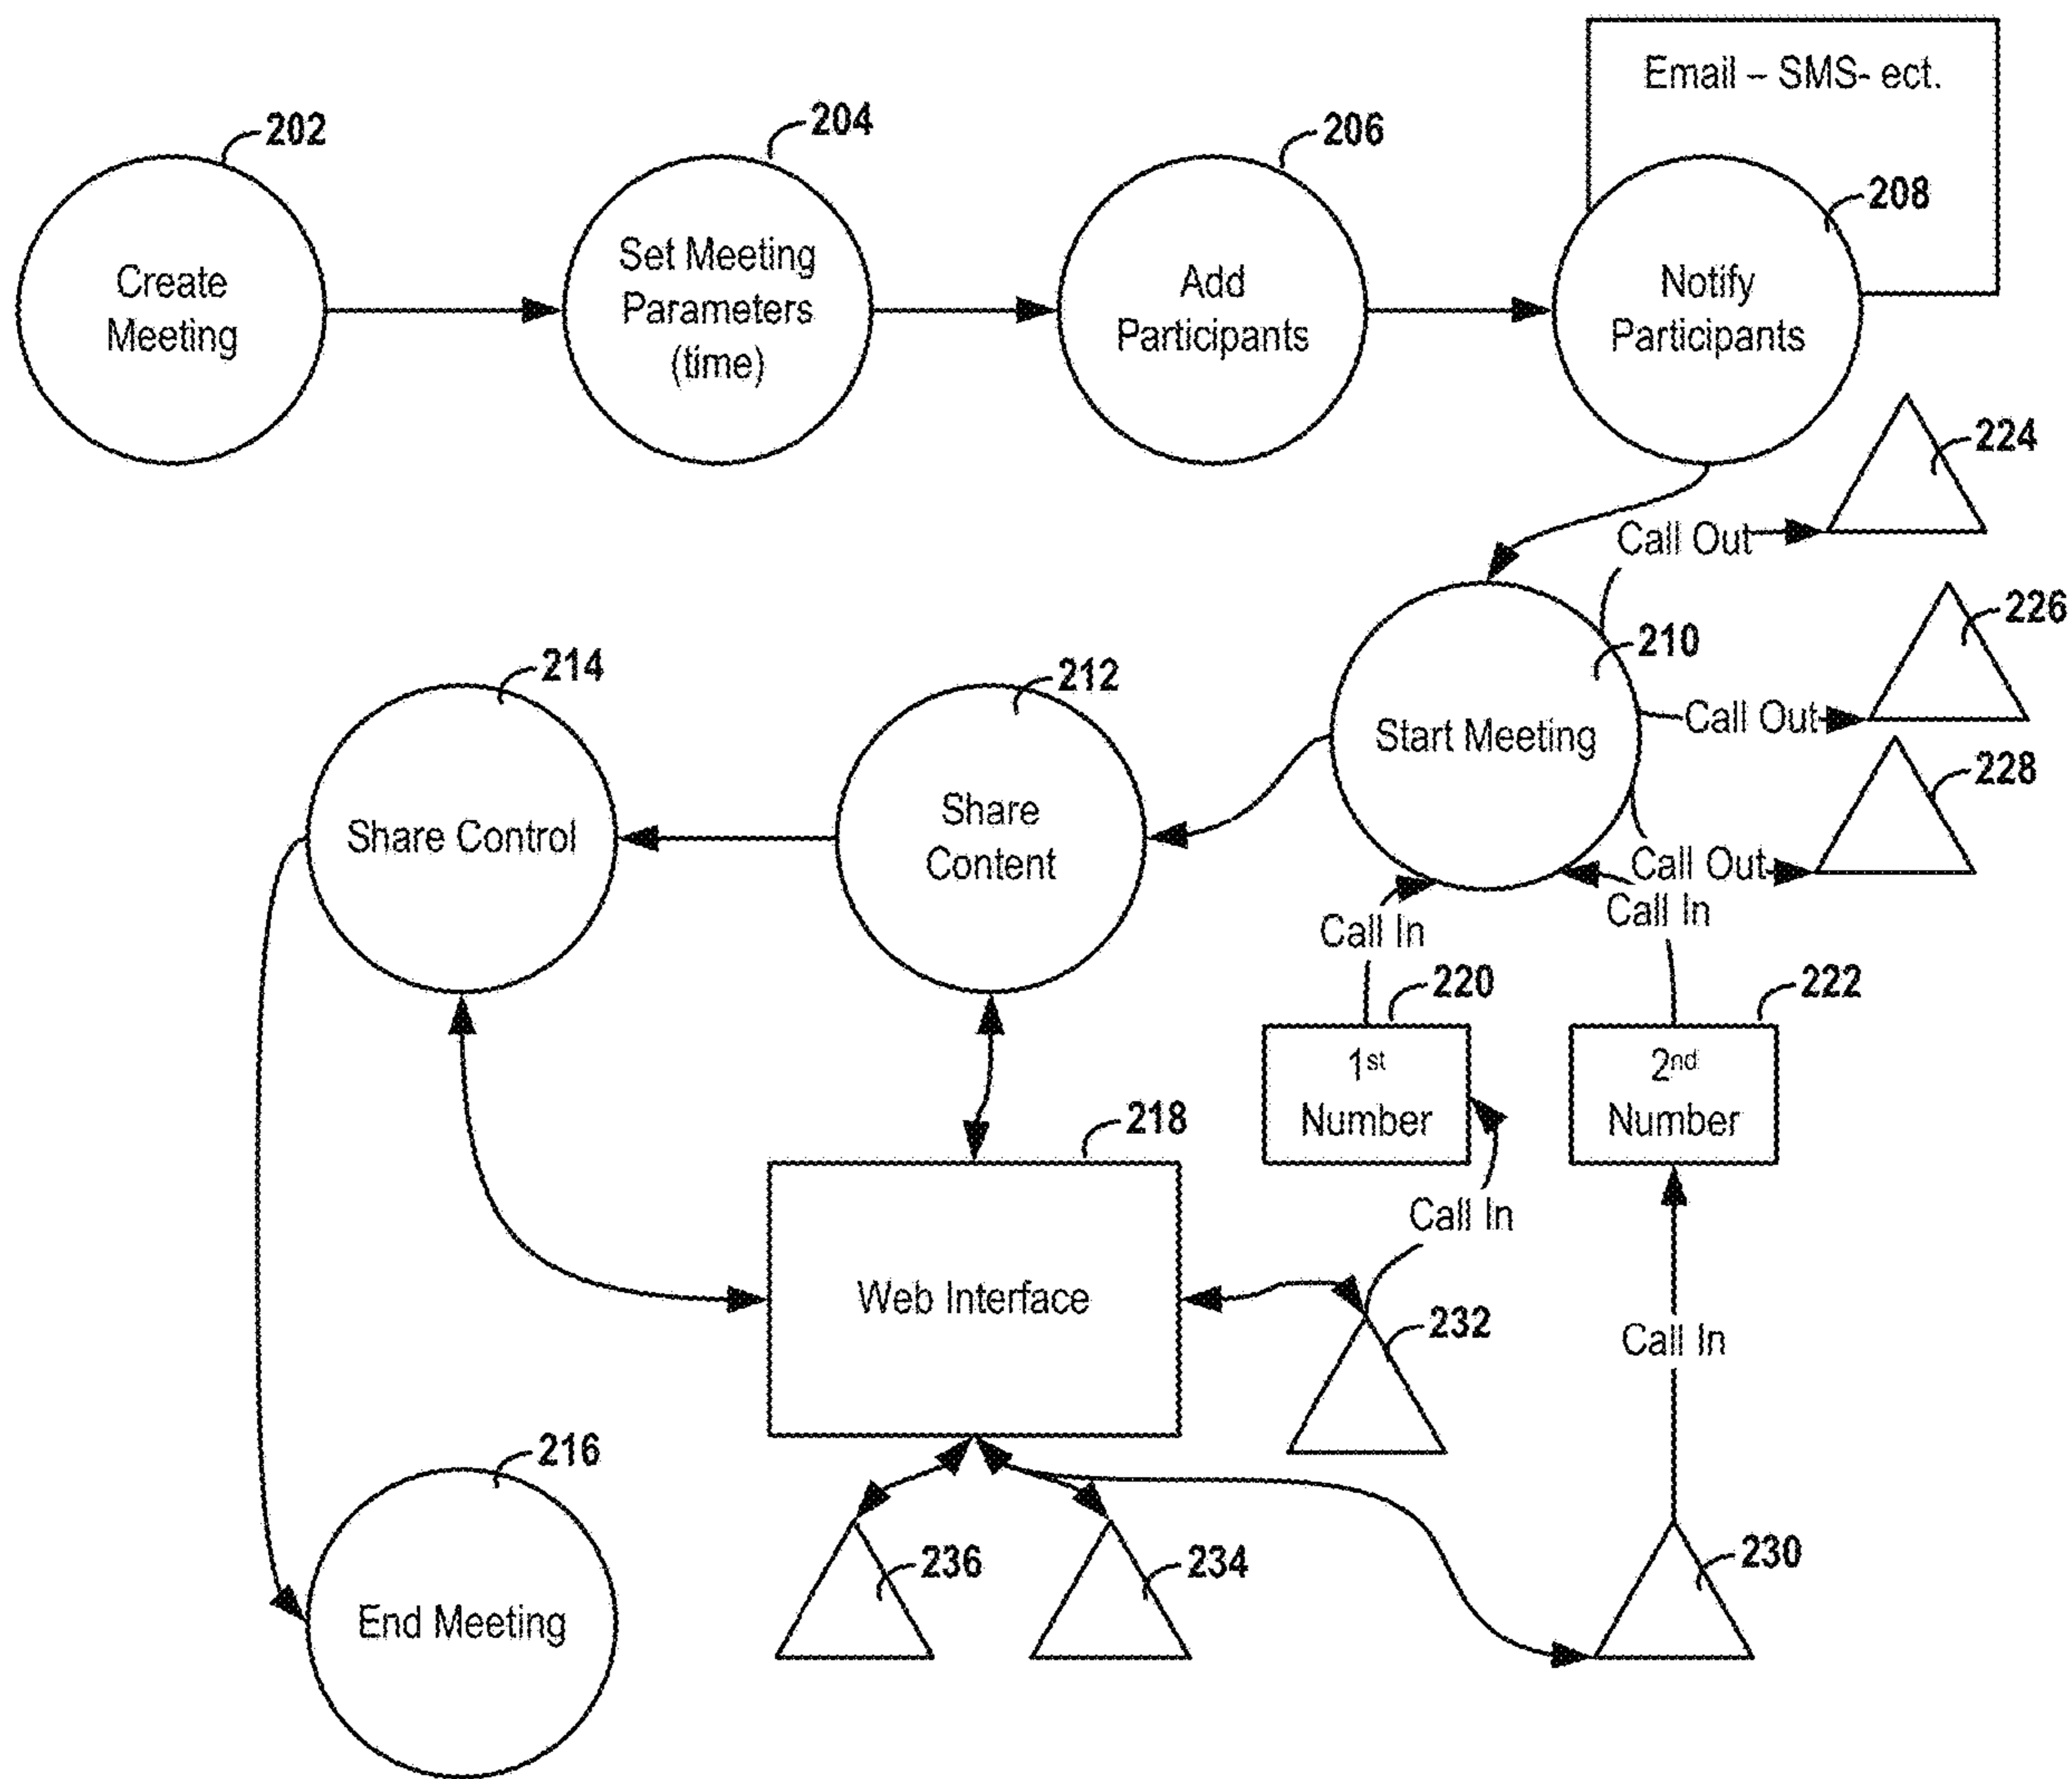 Email – SMS- ect.
202
204
206
208
Create
Meeting
Set Meeting
Parameters
(time)
Add
Participants
Notify
Participants
224
Call Out
226
210
214
212
Call Out
Start Meeting
228
Share Control
Share
Content
Call Out
Call In
Call In
220
222
1st
Number
2nd
Number
218
Call In
Web Interface
232
Call In
216
236
234
230
End Meeting